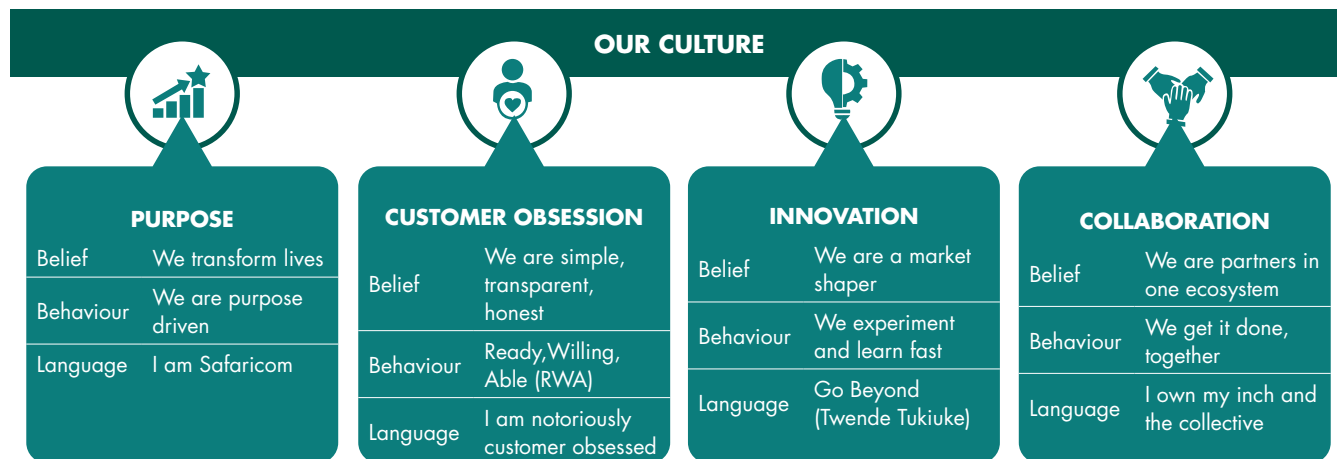 OUR CULTURE
PURPOSE
Belief We transform lives
Behaviour We are purpose
driven
Language I am Safaricom
CUSTOMER OBSESSION
Belief We are simple,
transparent,
honest
Behaviour Ready,Willing,
Able (RWA)
Language I am notoriously
customer obsessed
INNOVATION
Belief We are a market
shaper
Behaviour We experiment
and learn fast
Language Go Beyond
(Twende Tukiuke)
COLLABORATION
Belief We are partners in
one ecosystem
Behaviour We get it done,
together
Language I own my inch and
the collective